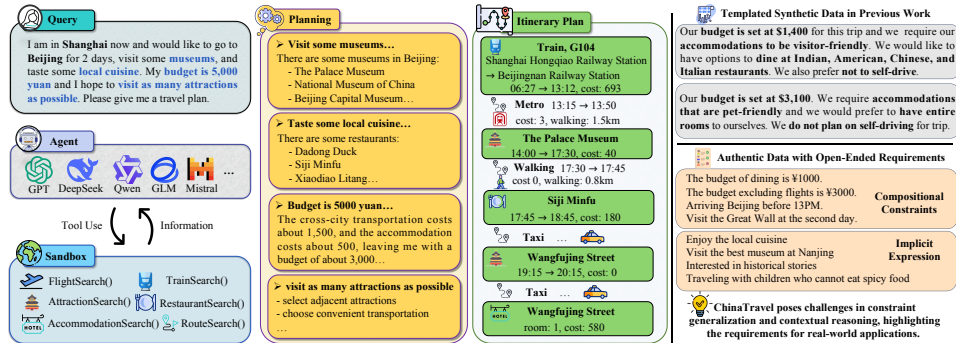 Query
I am in Shanghai now and would like to go to
Beijing for 2 days, visit some museums, and
taste some local cuisine. My budget is 5,000
yuan and I hope to visit as many attractions
as possible. Please give me a travel plan.
Agent
GPT DeepSeek Qwen GLM Mistral ...
Tool Use Information
Sandbox
FlightSearch() TrainSearch()
AttractionSearch() RestaurantSearch()
HOTEL AccommodationSearch() RouteSearch()
Planning
➢ Visit some museums…
There are some museums in Beijing:
- The Palace Museum
- National Museum of China
- Beijing Capital Museum…
➢ Taste some local cuisine…
There are some restaurants:
- Dadong Duck
- Siji Minfu
- Xiaodiao Litang…
➢ Budget is 5000 yuan…
The cross-city transportation costs
about 1,500, and the accommodation
costs about 500, leaving me with a
budget of about 3,000…
➢ visit as many attractions as possible
- select adjacent attractions
- choose convenient transportation
…
Itinerary Plan
Train, G104
Shanghai Hongqiao Railway Station
→ Beijingnan Railway Station
06:27 → 13:12, cost: 693
Metro 13:15 → 13:50
cost: 3, walking: 1.5km
The Palace Museum
14:00 → 17:30, cost: 40
Walking 17:30 → 17:45
cost 0, walking: 0.8km
Siji Minfu
17:45 → 18:45, cost: 180
Taxi …
Wangfujing Street
19:15 → 20:15, cost: 0
Taxi …
Wangfujing Street
HOTEL room: 1, cost: 580
Templated Synthetic Data in Previous Work
Our budget is set at $1,400 for this trip and we require our
accommodations to be visitor-friendly. We would like to
have options to dine at Indian, American, Chinese, and
Italian restaurants. We also prefer not to self-drive.
Our budget is set at $3,100. We require accommodations
that are pet-friendly and we would prefer to have entire
rooms to ourselves. We do not plan on self-driving for trip.
Authentic Data with Open-Ended Requirements
The budget of dining is ¥1000.
The budget excluding flights is ¥3000.
Arriving Beijing before 13PM.
Visit the Great Wall at the second day.
Compositional
Constraints
Enjoy the local cuisine
Visit the best museum at Nanjing
Interested in historical stories
Traveling with children who cannot eat spicy food
Implicit
Expression
ChinaTravel poses challenges in constraint
generalization and contextual reasoning, highlighting
the requirements for real-world applications.